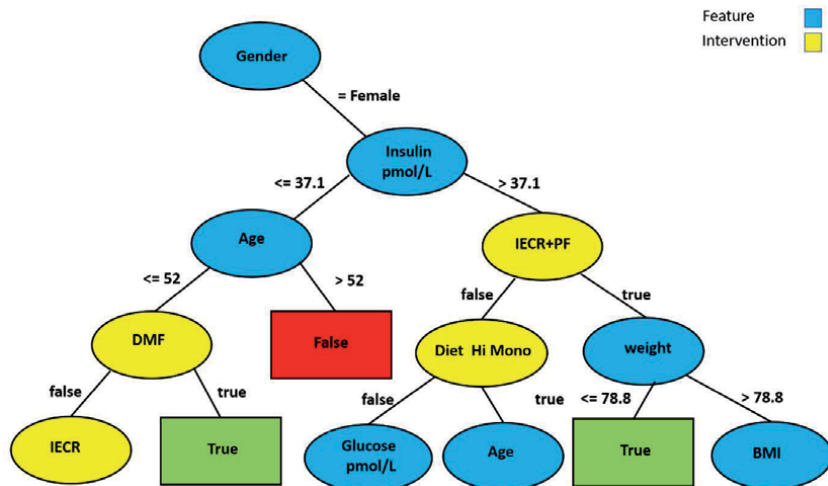 Feature
Intervention
Gender
= Female
Insulin
pmol/L
<= 37.1
> 37.1
Age
IECR+PF
<= 52
> 52
false
true
DMF
False
Diet Hi Mono
weight
false
true
false
true
<= 78.8
> 78.8
IECR
True
Glucose
pmol/L
Age
True
BMI